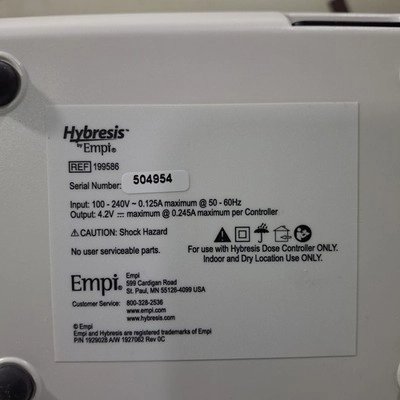 Hybresis™
by Empi®
REF 199586
Serial Number: 504954
Input: 100 - 240V ~ 0.125A maximum @ 50 - 60Hz
Output: 4.2V ⎓ maximum @ 0.245A maximum per Controller
⚠ CAUTION: Shock Hazard
No user serviceable parts.
For use with Hybresis Dose Controller ONLY.
Indoor and Dry Location Use ONLY.
Empi®
Empi
599 Cardigan Road
St. Paul, MN 55126-4099 USA
Customer Service: 800-328-2536
www.empi.com
www.hybresis.com
© Empi
Empi and Hybresis are registered trademarks of Empi
P/N 1929028 A/W 1927062 Rev 0C